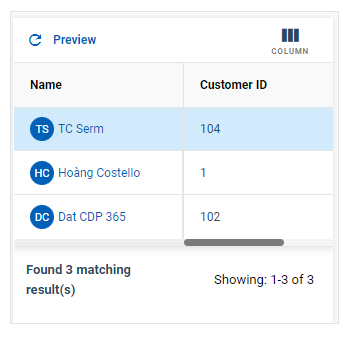 Preview
COLUMN
Name Customer ID
TS TC Serm 104
HC Hoàng Costello 1
DC Dat CDP 365 102
Found 3 matching
result(s)
Showing: 1-3 of 3